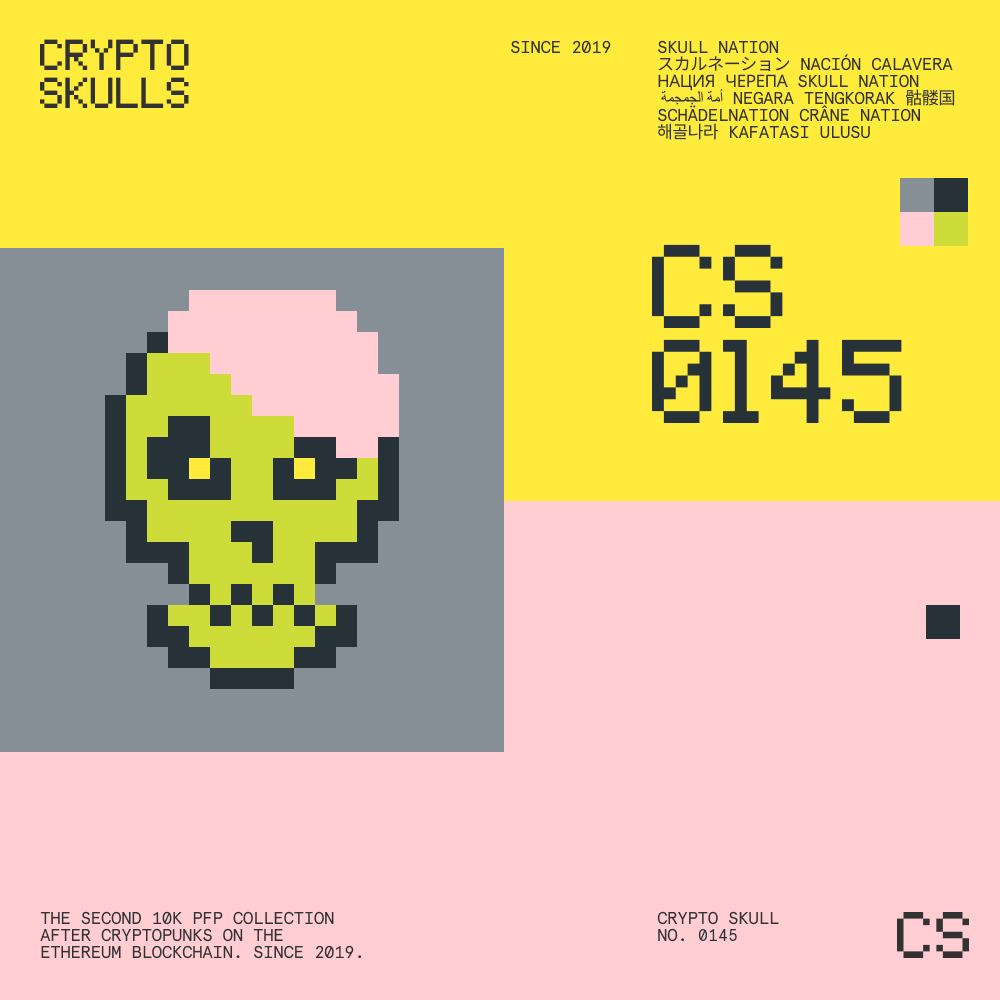 CRYPTO
SKULLS
SINCE 2019
SKULL NATION
スカルネーション NACIÓN CALAVERA
НАЦИЯ ЧЕРЕПА SKULL NATION
أمة الجمجمة NEGARA TENGKORAK 骷髅国
SCHÄDELNATION CRÂNE NATION
해골나라 KAFATASI ULUSU
CS
0145
THE SECOND 10K PFP COLLECTION
AFTER CRYPTOPUNKS ON THE
ETHEREUM BLOCKCHAIN. SINCE 2019.
CRYPTO SKULL
NO. 0145
CS